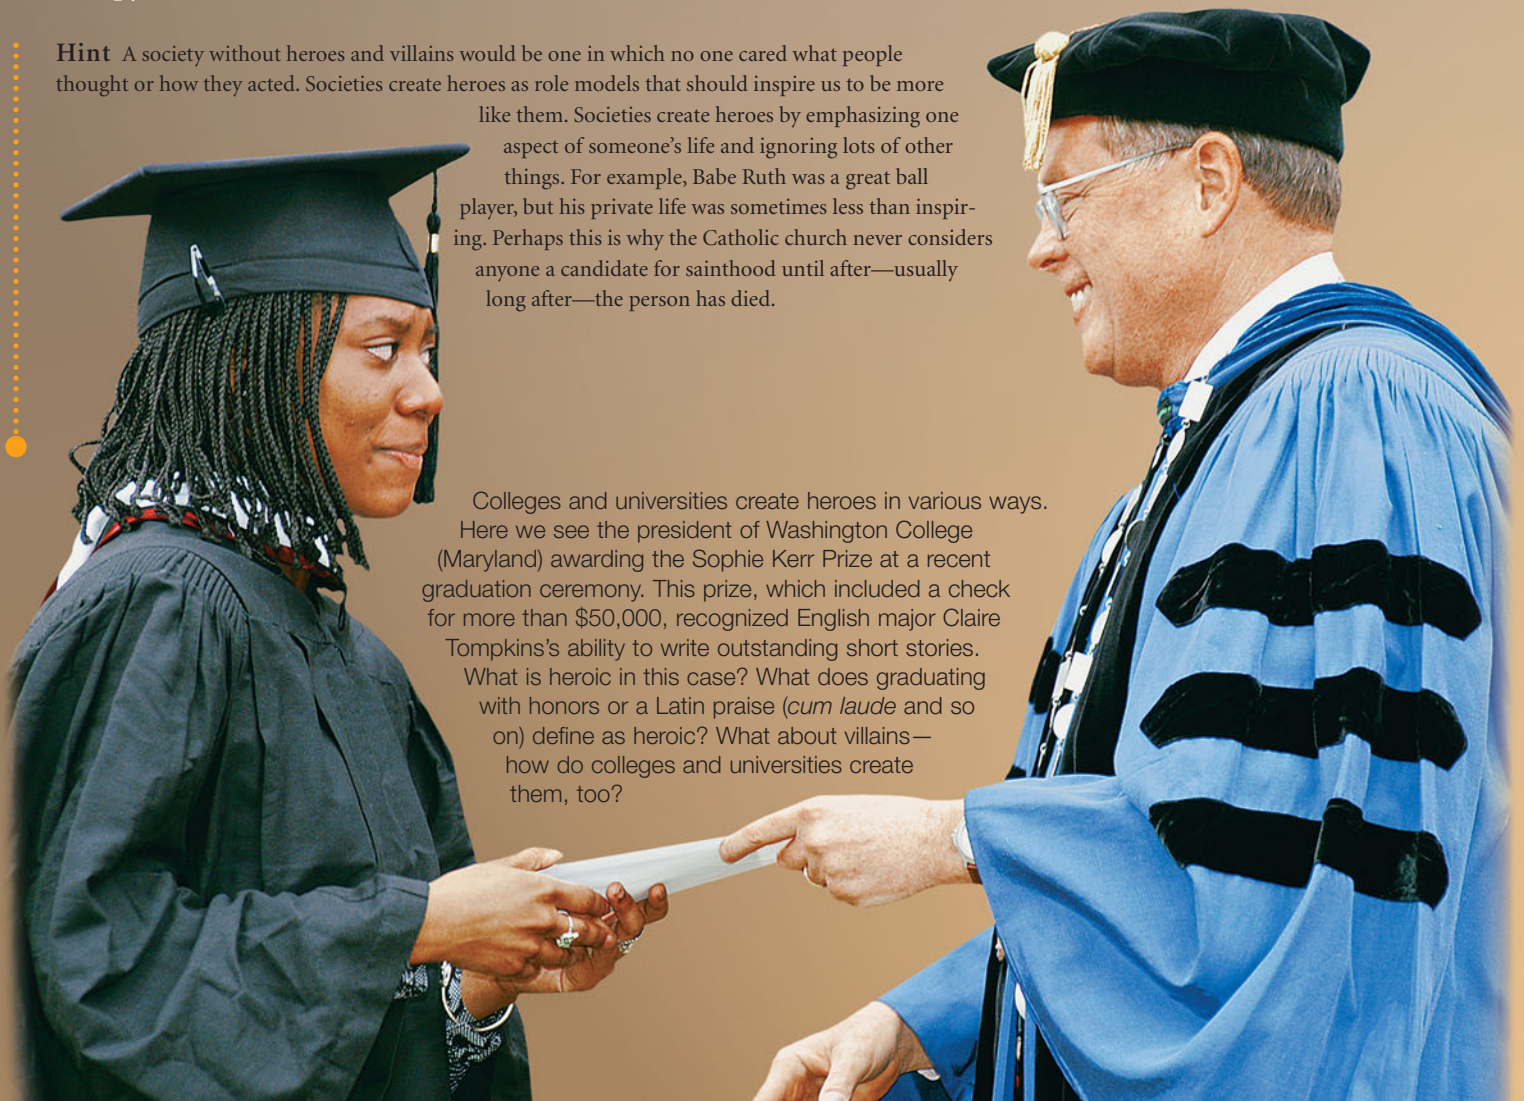 Hint A society without heroes and villains would be one in which no one cared what people
thought or how they acted. Societies create heroes as role models that should inspire us to be more
like them. Societies create heroes by emphasizing one
aspect of someone’s life and ignoring lots of other
things. For example, Babe Ruth was a great ball
player, but his private life was sometimes less than inspir-
ing. Perhaps this is why the Catholic church never considers
anyone a candidate for sainthood until after—usually
long after—the person has died.
Colleges and universities create heroes in various ways.
Here we see the president of Washington College
(Maryland) awarding the Sophie Kerr Prize at a recent
graduation ceremony. This prize, which included a check
for more than $50,000, recognized English major Claire
Tompkins’s ability to write outstanding short stories.
What is heroic in this case? What does graduating
with honors or a Latin praise (cum laude and so
on) define as heroic? What about villains—
how do colleges and universities create
them, too?